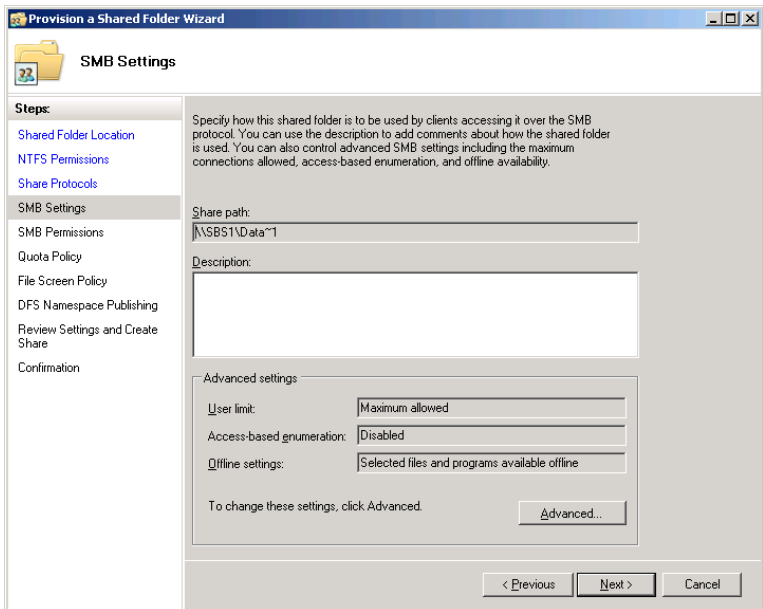 Provision a Shared Folder Wizard
SMB Settings
Steps:
Shared Folder Location
NTFS Permissions
Share Protocols
SMB Settings
SMB Permissions
Quota Policy
File Screen Policy
DFS Namespace Publishing
Review Settings and Create
Share
Confirmation
Specify how this shared folder is to be used by clients accessing it over the SMB
protocol. You can use the description to add comments about how the shared folder
is used. You can also control advanced SMB settings including the maximum
connections allowed, access-based enumeration, and offline availability.
Share path:
\\SBS1\Data~1
Description:
Advanced settings
User limit:
Maximum allowed
Access-based enumeration:
Disabled
Offline settings:
Selected files and programs available offline
To change these settings, click Advanced.
Advanced...
< Previous
Next >
Cancel